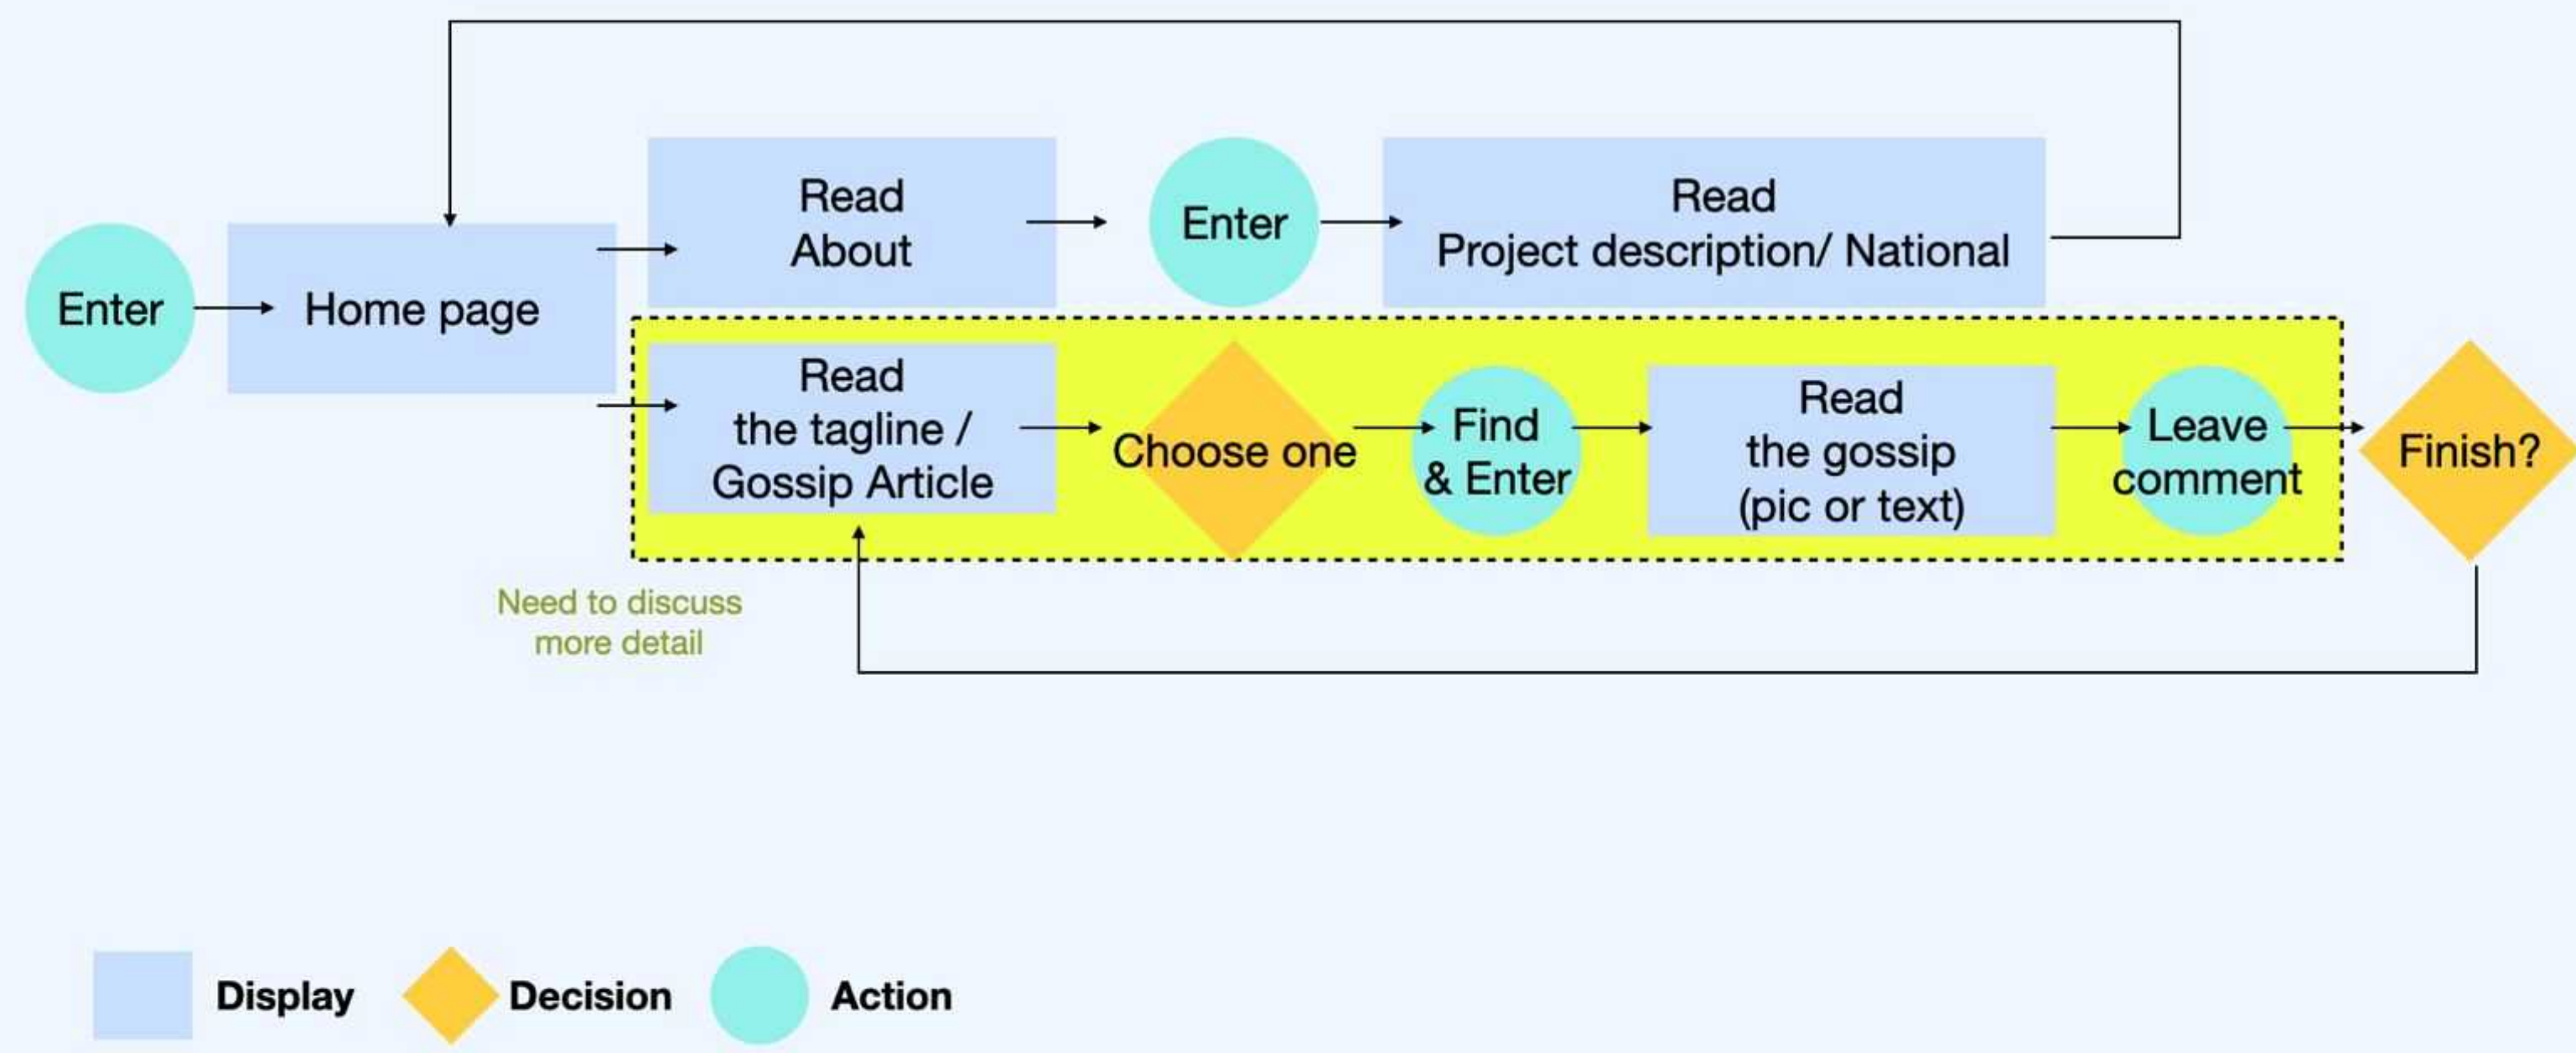 Enter
Home page
Read
About
Enter
Read
Project description/ National
Read
the tagline /
Gossip Article
Choose one
Find
& Enter
Read
the gossip
(pic or text)
Leave
comment
Finish?
Need to discuss
more detail
Display
Decision
Action